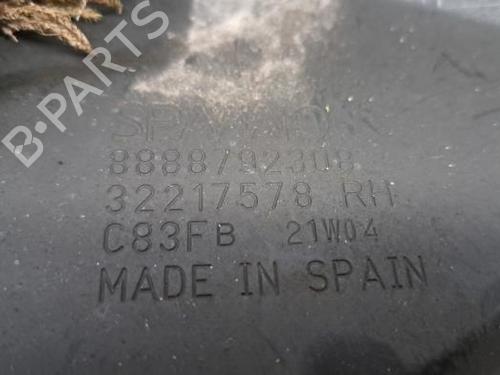 8888792308
32217578 RH
C83FB 21W04
MADE IN SPAIN
B-PARTS